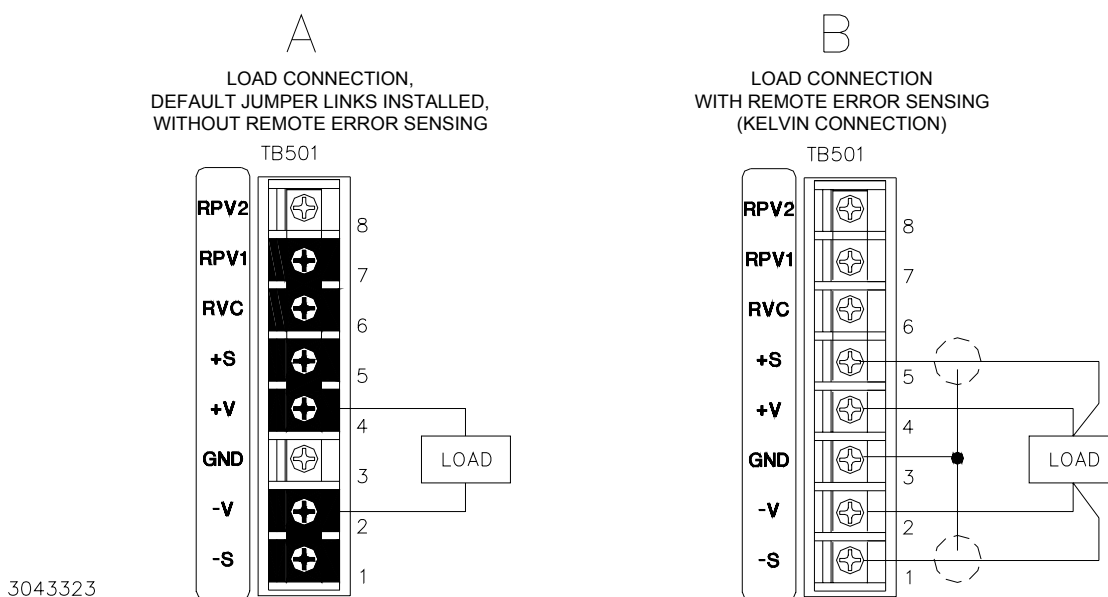 A
LOAD CONNECTION,
DEFAULT JUMPER LINKS INSTALLED,
WITHOUT REMOTE ERROR SENSING
TB501
RPV2
8
RPV1
7
RVC
6
+S
5
+V
4
GND
3
LOAD
-V
2
-S
1
B
LOAD CONNECTION
WITH REMOTE ERROR SENSING
(KELVIN CONNECTION)
TB501
RPV2
8
RPV1
7
RVC
6
+S
5
+V
4
GND
3
LOAD
-V
2
-S
1
3043323